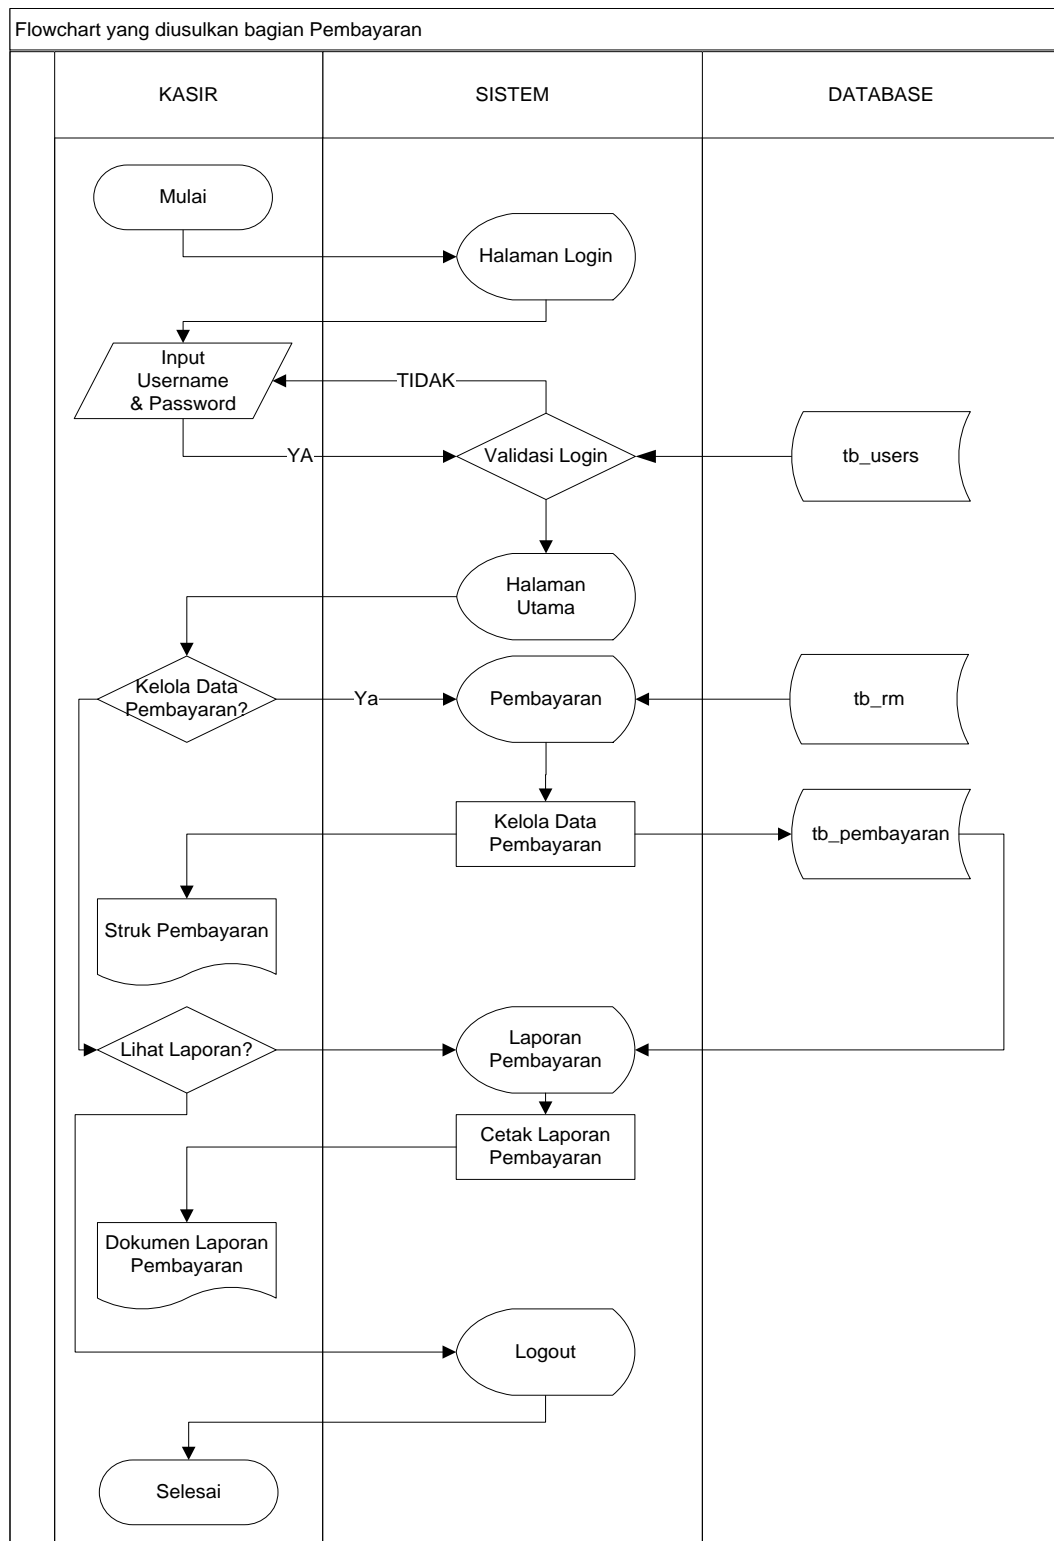 Flowchart yang diusulkan bagian Pembayaran
KASIR
SISTEM
DATABASE
Mulai
Halaman Login
Input
Username
& Password
TIDAK
YA
Validasi Login
tb_users
Halaman
Utama
Kelola Data
Pembayaran?
Ya
Pembayaran
tb_rm
Kelola Data
Pembayaran
tb_pembayaran
Struk Pembayaran
Lihat Laporan?
Laporan
Pembayaran
Cetak Laporan
Pembayaran
Dokumen Laporan
Pembayaran
Logout
Selesai